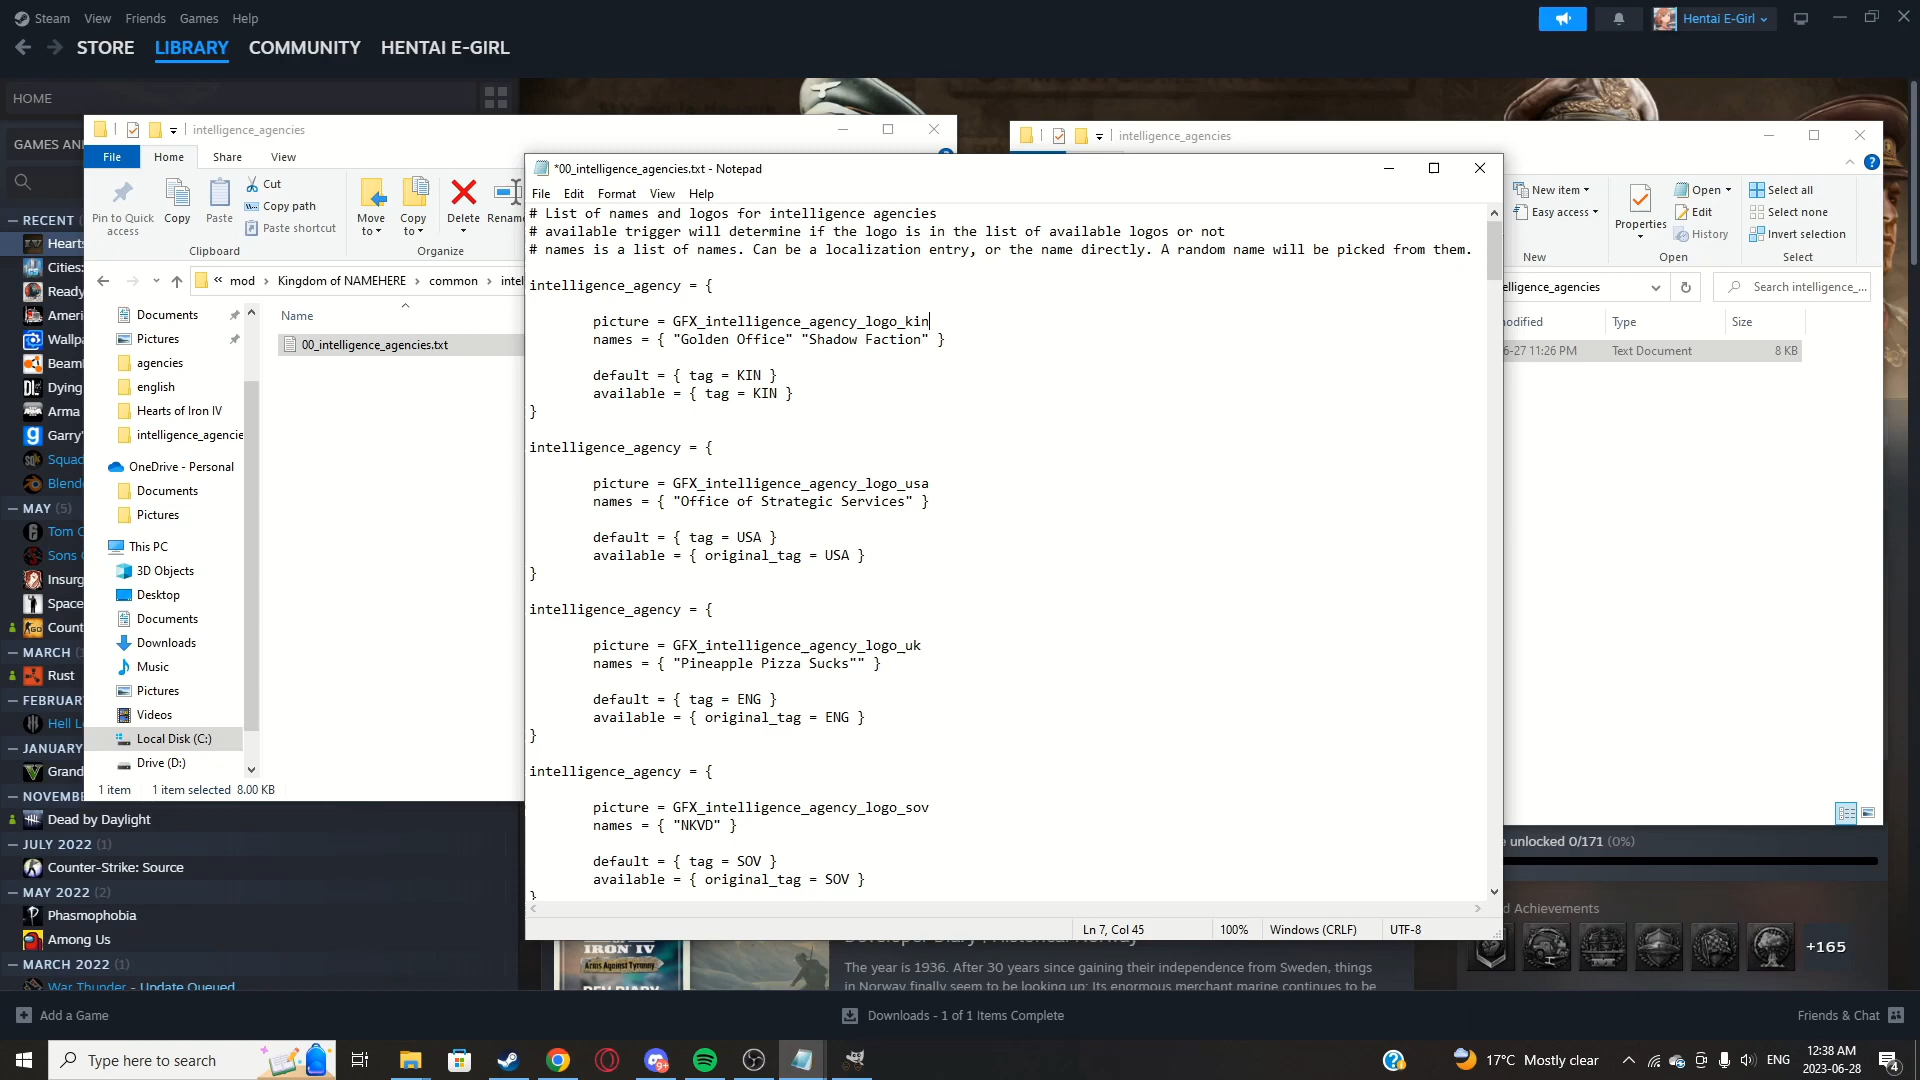 Steam View Friends Games Help
Hentai E-Girl
STORE LIBRARY COMMUNITY HENTAI E-GIRL
HOME
GAMES AN
RECENT
Hearts
Cities:
Ready
Ameri
Wallpa
Beam
Dying
Arma
Garry'
Squad
Blend
MAY (5)
Tom C
Sons
Insurg
Space
Count
MARCH
Rust
FEBRUAR
Hell L
JANUARY
Grand
NOVEMBE
Dead by Daylight
JULY 2022 (1)
Counter-Strike: Source
MAY 2022 (2)
Phasmophobia
Among Us
MARCH 2022 (1)
War Thunder - Update Queued
Add a Game
Downloads - 1 of 1 Items Complete
Friends & Chat
intelligence_agencies
File Home Share View
Pin to Quick access
Copy
Paste
Cut
Copy path
Paste shortcut
Clipboard
Move to
Copy to
Delete
Renam
Organize
« mod > Kingdom of NAMEHERE > common > intel
Documents
Pictures
agencies
english
Hearts of Iron IV
intelligence_agencie
OneDrive - Personal
Documents
Pictures
This PC
3D Objects
Desktop
Documents
Downloads
Music
Pictures
Videos
Local Disk (C:)
Drive (D:)
Name
00_intelligence_agencies.txt
1 item 1 item selected 8.00 KB
*00_intelligence_agencies.txt - Notepad
File Edit Format View Help
# List of names and logos for intelligence agencies
# available trigger will determine if the logo is in the list of available logos or not
# names is a list of names. Can be a localization entry, or the name directly. A random name will be picked from them.
intelligence_agency = {
picture = GFX_intelligence_agency_logo_kin
names = { "Golden Office" "Shadow Faction" }
default = { tag = KIN }
available = { tag = KIN }
}
intelligence_agency = {
picture = GFX_intelligence_agency_logo_usa
names = { "Office of Strategic Services" }
default = { tag = USA }
available = { original_tag = USA }
}
intelligence_agency = {
picture = GFX_intelligence_agency_logo_uk
names = { "Pineapple Pizza Sucks"" }
default = { tag = ENG }
available = { original_tag = ENG }
}
intelligence_agency = {
picture = GFX_intelligence_agency_logo_sov
names = { "NKVD" }
default = { tag = SOV }
available = { original_tag = SOV }
}
Ln 7, Col 45 100% Windows (CRLF) UTF-8
intelligence_agencies
New item
Easy access
New
Properties
Open
Edit
History
Open
Select all
Select none
Invert selection
Select
elligence_agencies
Search intelligence_...
odified Type Size
6-27 11:26 PM Text Document 8 KB
unlocked 0/171 (0%)
d Achievements
+165
IRON IV
Arms Against Tyranny
DEV DIARY
Developer Diary | Historical Norway
The year is 1936. After 30 years since gaining their independence from Sweden, things
in Norway finally seem to be looking up: Its enormous merchant marine continues to be
Type here to search
17°C Mostly clear
ENG
12:38 AM
2023-06-28
4